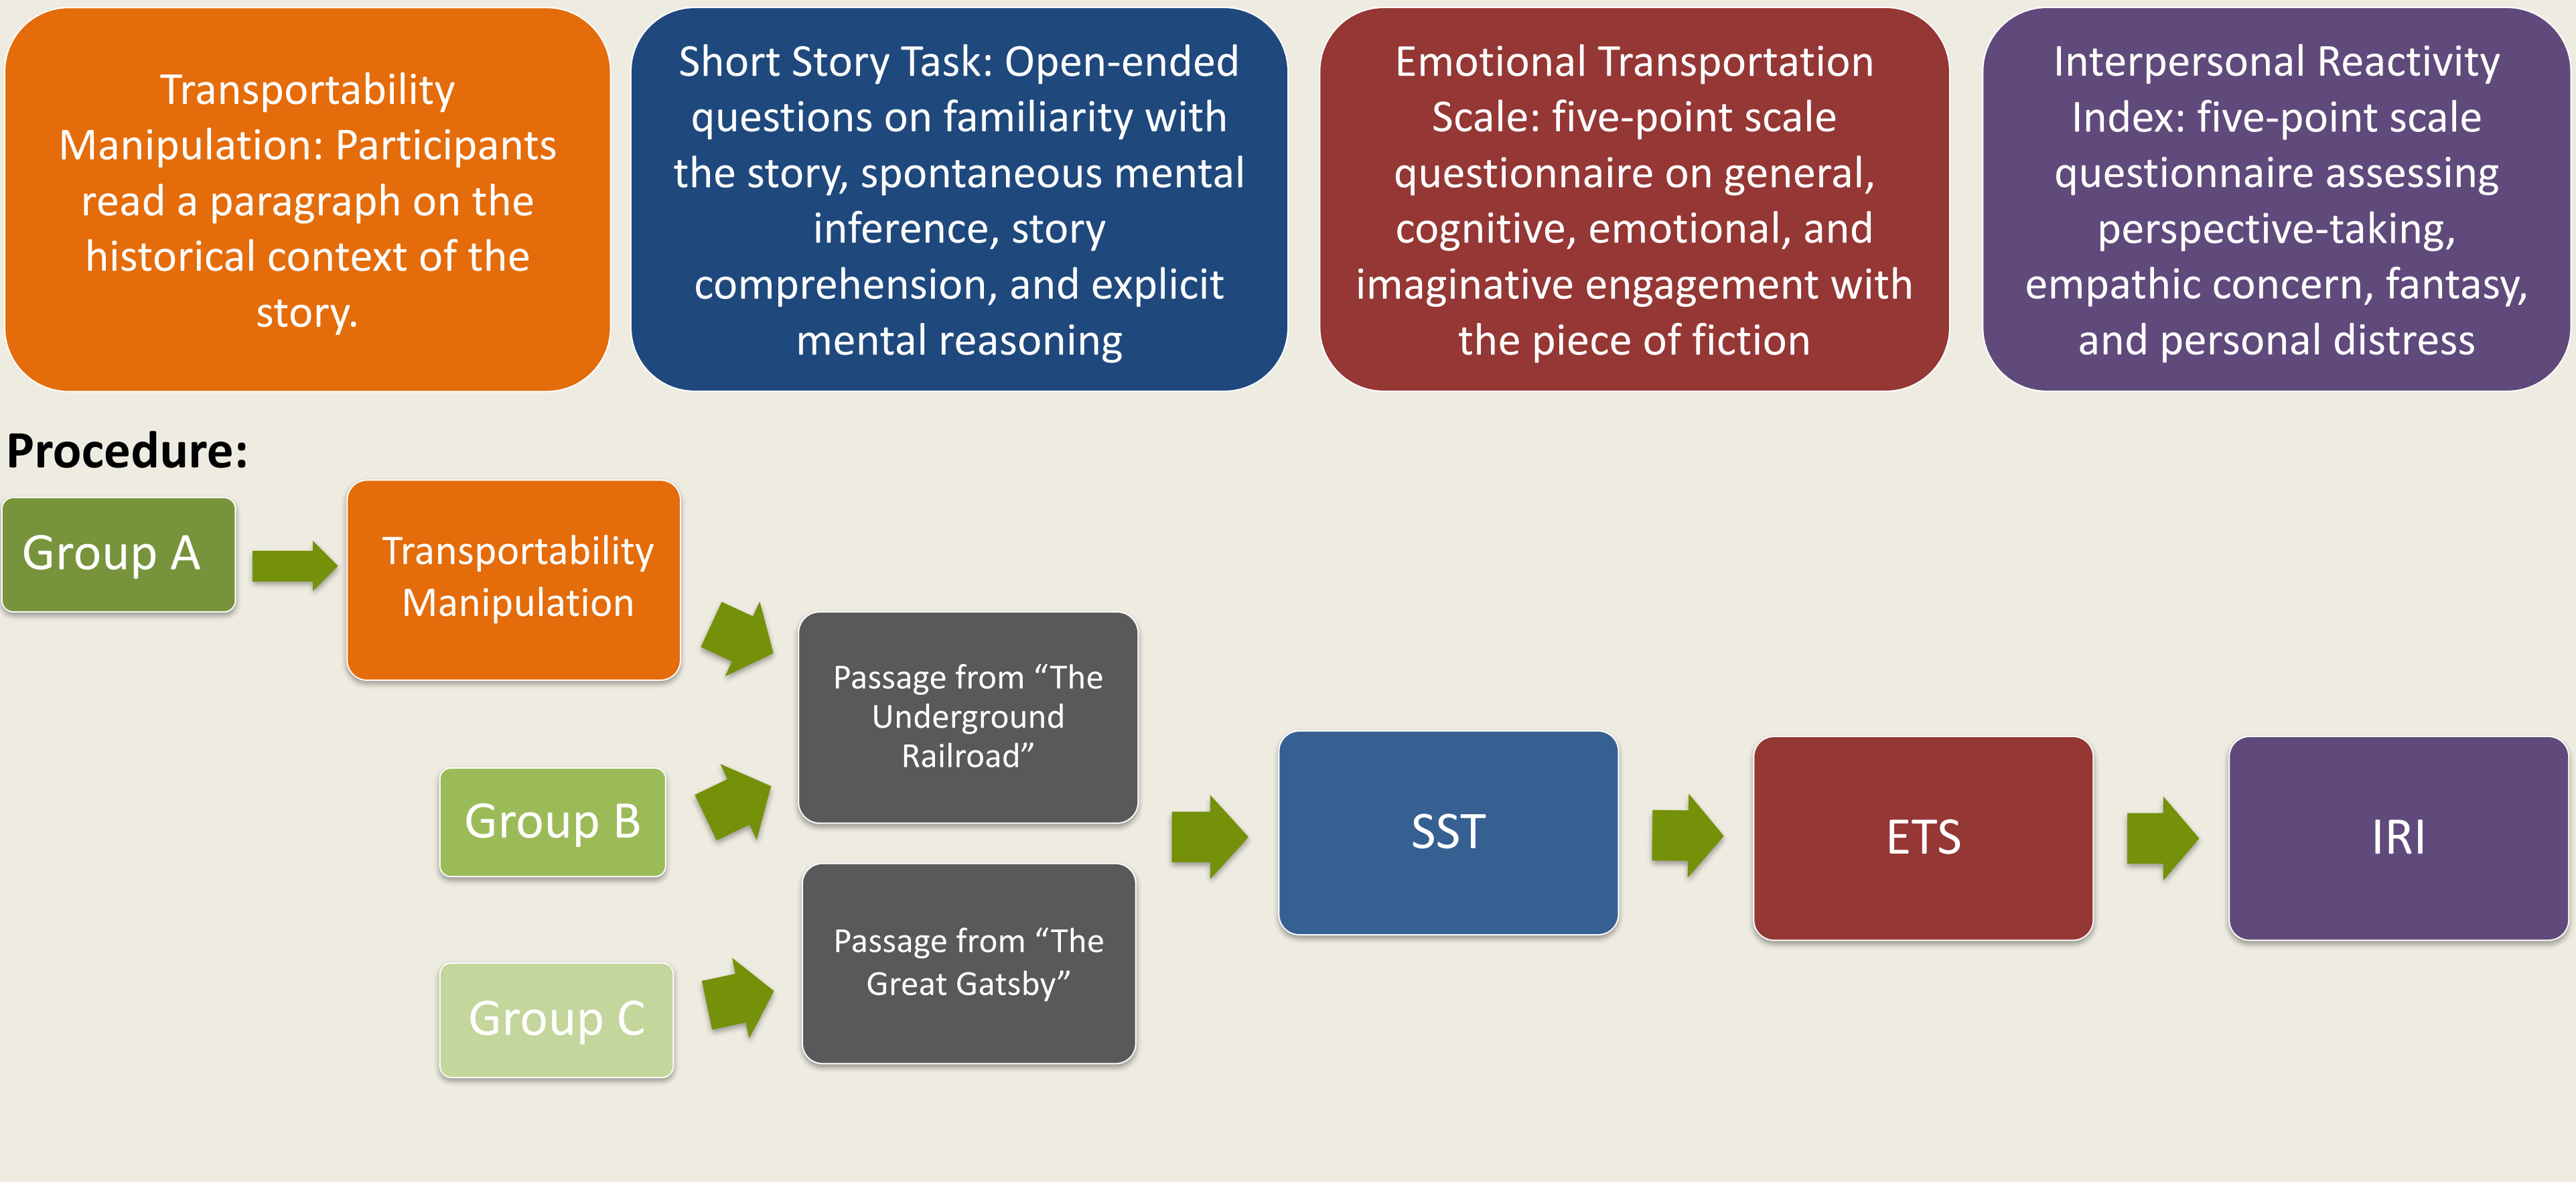 Transportability
Manipulation: Participants
read a paragraph on the
historical context of the
story.
Short Story Task: Open-ended
questions on familiarity with
the story, spontaneous mental
inference, story
comprehension, and explicit
mental reasoning
Emotional Transportation
Scale: five-point scale
questionnaire on general,
cognitive, emotional, and
imaginative engagement with
the piece of fiction
Interpersonal Reactivity
Index: five-point scale
questionnaire assessing
perspective-taking,
empathic concern, fantasy,
and personal distress
Procedure:
Group A
Transportability
Manipulation
Group B
Group C
Passage from “The
Underground
Railroad”
Passage from “The
Great Gatsby”
SST
ETS
IRI